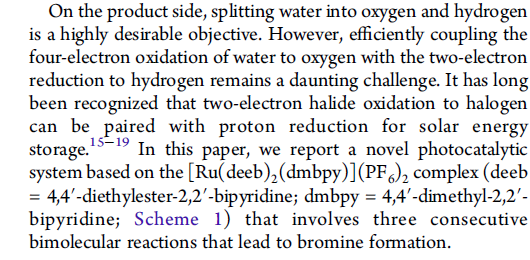 On the product side, splitting water into oxygen and hydrogen
is a highly desirable objective. However, efficiently coupling the
four-electron oxidation of water to oxygen with the two-electron
reduction to hydrogen remains a daunting challenge. It has long
been recognized that two-electron halide oxidation to halogen
can be paired with proton reduction for solar energy
storage.¹⁵⁻¹⁹ In this paper, we report a novel photocatalytic
system based on the [Ru(deeb)₂(dmbpy)](PF₆)₂ complex (deeb
= 4,4′-diethylester-2,2′-bipyridine; dmbpy = 4,4′-dimethyl-2,2′-
bipyridine; Scheme 1) that involves three consecutive
bimolecular reactions that lead to bromine formation.